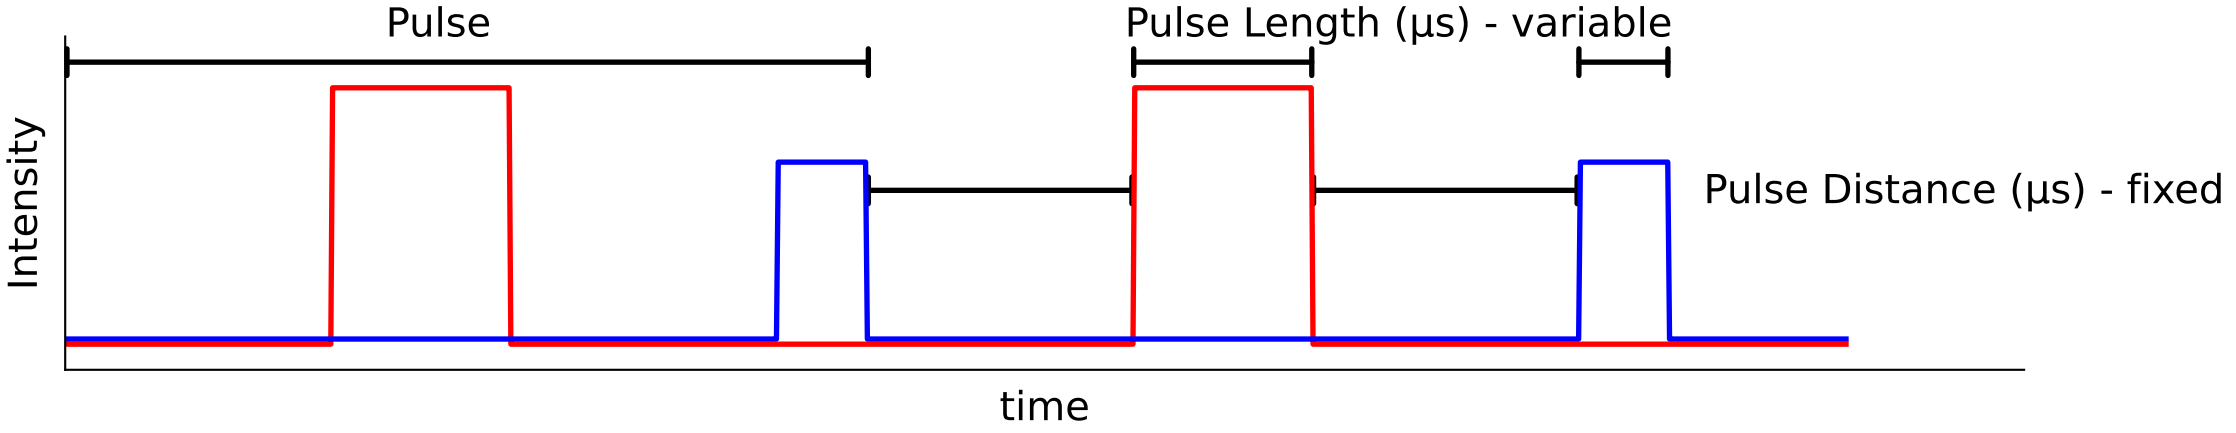 Pulse
Pulse Length (µs) - variable
Intensity
Pulse Distance (µs) - fixed
time